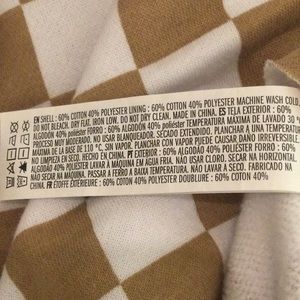 EN SHELL : 60% COTTON 40% POLYESTER LINING : 60% COTTON 40% POLYESTER MACHINE WASH COLD
DO NOT BLEACH. DRY FLAT, IRON LOW. DO NOT DRY CLEAN. MADE IN CHINA. ES TELA EXTERIOR : 60%
ALGODÓN 40% poliéster FORRO : 60% ALGODÓN 40% poliéster TEMPERATURA MÁXIMA DE LAVADO 30 °
PROCESO MUY MODERADO. NO USAR BLANQUEADOR. SECADO EXTENDIDO. PLANCHAR A UNA TEMPERATURA
MÁXIMA DE LA BASE DE 110 °C, SIN VAPOR. PLANCHAR CON VAPOR PUEDE CAUSAR DAÑO IRREVERSIBLE
NO LIMPIEZA EN SECO. HECHO EN CHINA. PT EXTERIOR : 60% ALGODÃO 40% POLIÉSTER FORRO : 60%
ALGODÃO 40% POLIÉSTER LAVAR À MÁQUINA EM ÁGUA FRIA. NÃO USAR CLORO. SECAR NA HORIZONTAL
NÃO SECAR NA MÁQUINA. PASSAR A FERRO A BAIXA TEMPERATURA. NÃO LAVAR A SECO. FABRICADO NA
CHINA. FR ÉTOFFE EXTÉRIEURE : 60% COTON 40% POLYESTER DOUBLURE : 60% COTON 40%